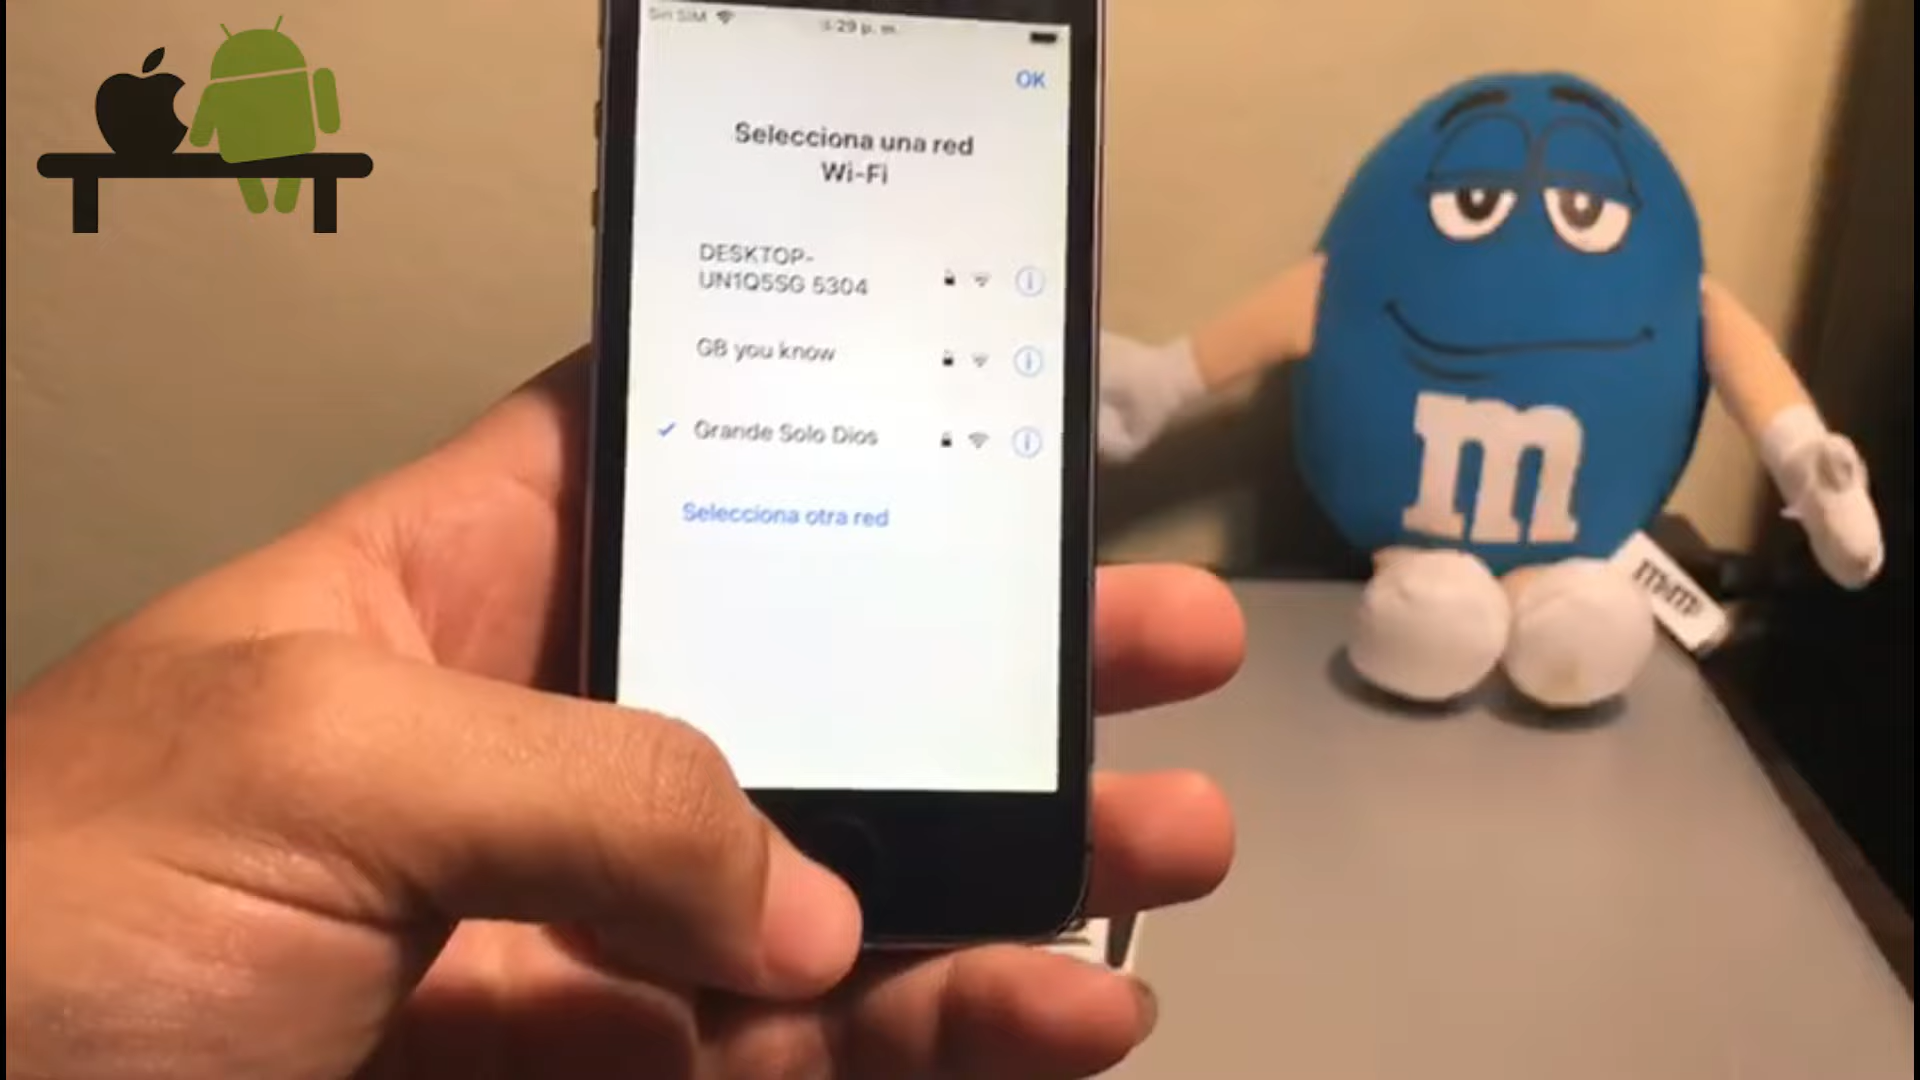 Sin SIM
:29 p. m.
OK
Selecciona una red
Wi-Fi
DESKTOP-
UN1Q5SG 5304
GB you know
Grande Solo Dios
Selecciona otra red
m
m&m's